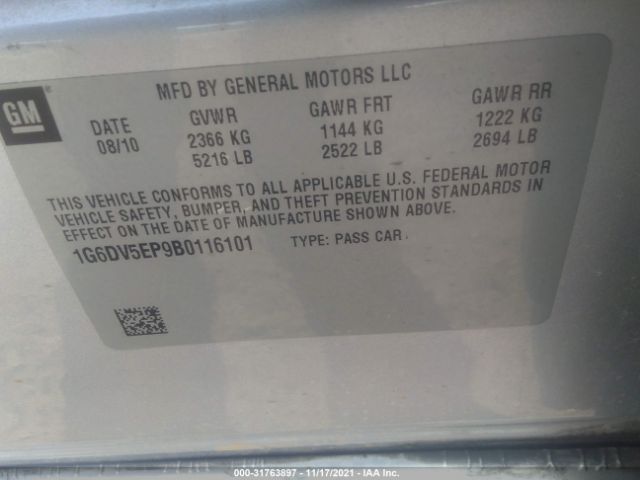 GM
MFD BY GENERAL MOTORS LLC
DATE GVWR GAWR FRT GAWR RR
08/10 2366 KG 1144 KG 1222 KG
5216 LB 2522 LB 2694 LB
THIS VEHICLE CONFORMS TO ALL APPLICABLE U.S. FEDERAL MOTOR
VEHICLE SAFETY, BUMPER, AND THEFT PREVENTION STANDARDS IN
EFFECT ON THE DATE OF MANUFACTURE SHOWN ABOVE.
1G6DV5EP9B0116101 TYPE: PASS CAR
000-31763897 - 11/17/2021 - IAA Inc.